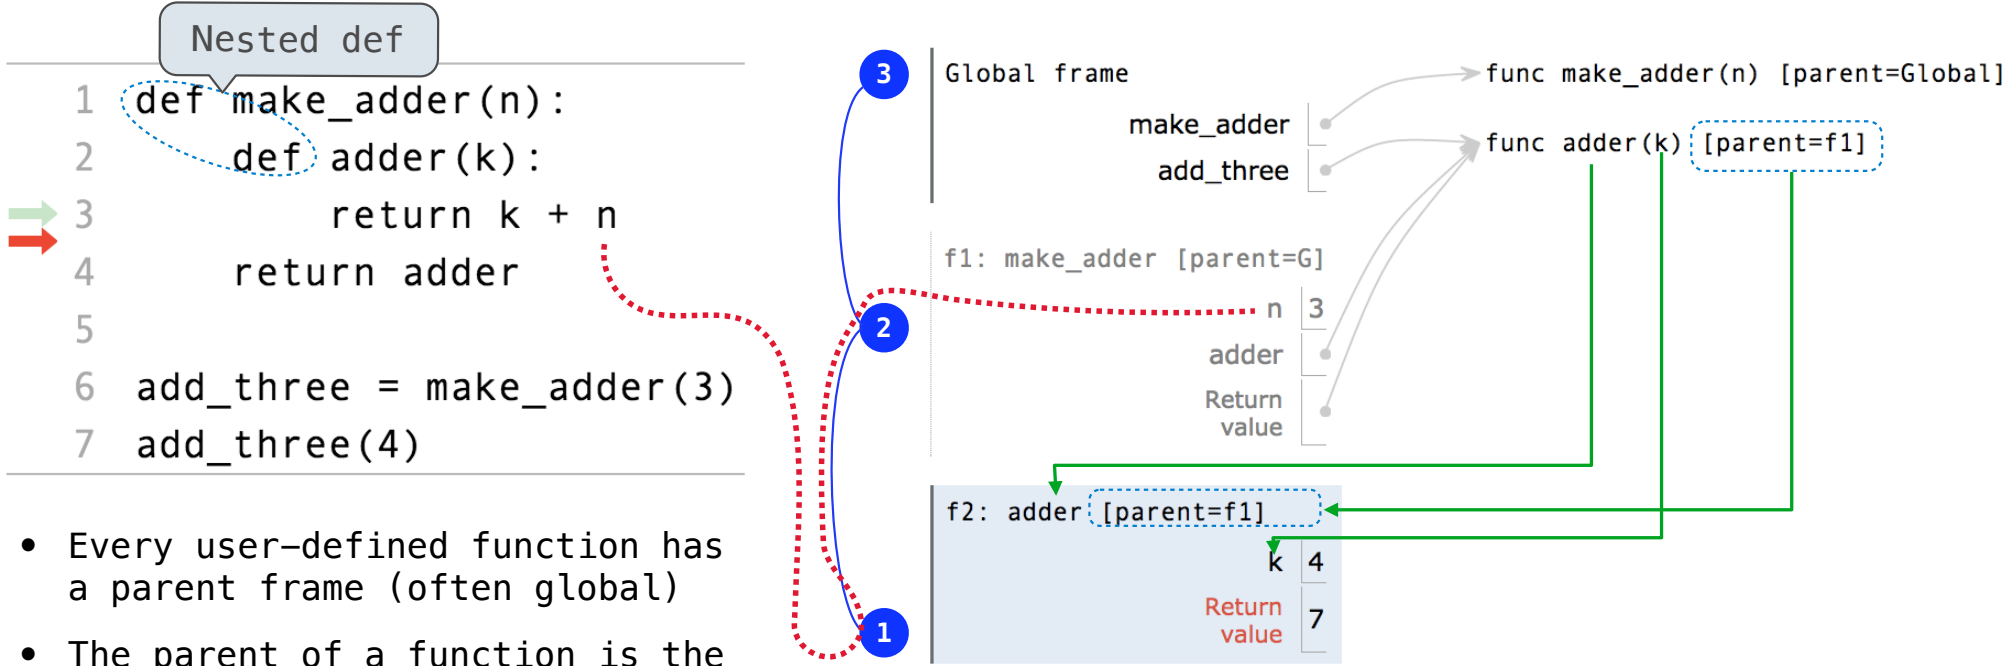 Nested def
1 def make_adder(n):
2 def adder(k):
3 return k + n
4 return adder
5
6 add_three = make_adder(3)
7 add_three(4)
• Every user-defined function has
a parent frame (often global)
• The parent of a function is the
3
2
1
Global frame
make_adder
add_three
func make_adder(n) [parent=Global]
func adder(k) [parent=f1]
f1: make_adder [parent=G]
n 3
adder
Return
value
f2: adder [parent=f1]
k 4
Return
value 7